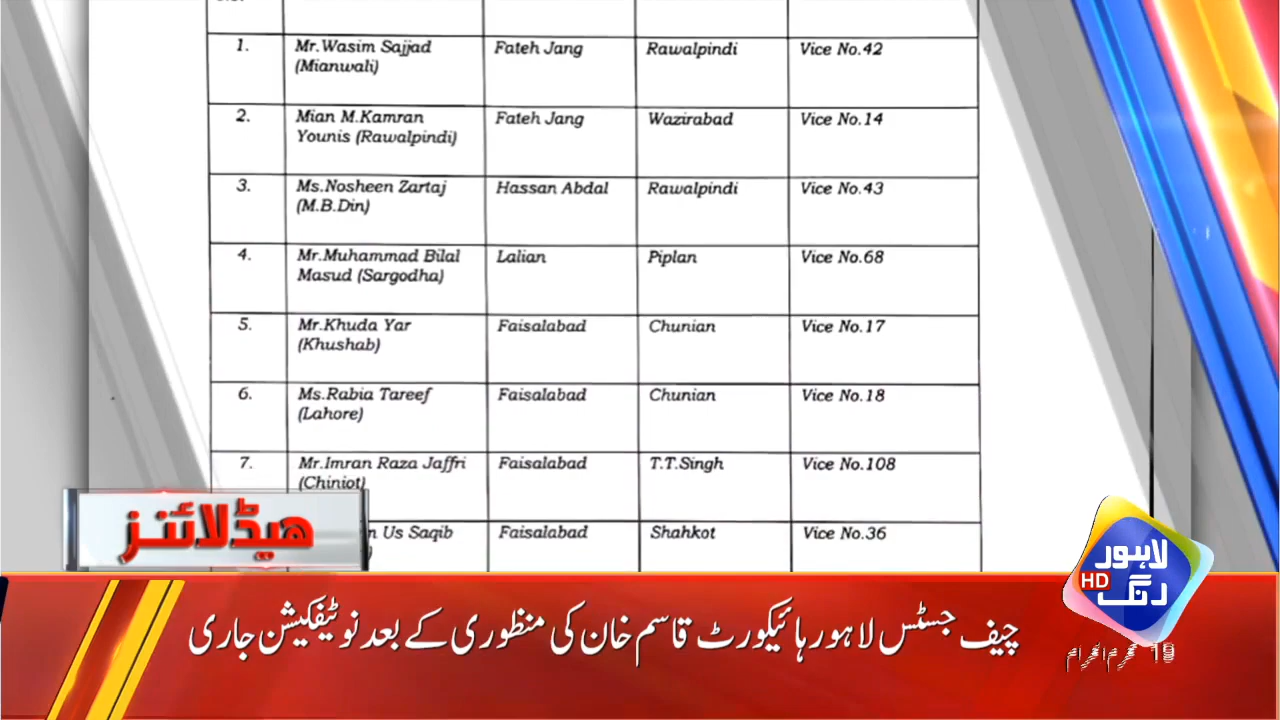 1. Mr.Wasim Sajjad Fateh Jang Rawalpindi Vice No.42
(Mianwali)
2. Mian M.Kamran Fateh Jang Wazirabad Vice No.14
Younis (Rawalpindi)
3. Ms.Nosheen Zartaj Hassan Abdal Rawalpindi Vice No.43
(M.B.Din)
4. Mr.Muhammad Bilal Lalian Piplan Vice No.68
Masud (Sargodha)
5. Mr.Khuda Yar Faisalabad Chunian Vice No.17
(Khushab)
6. Ms.Rabia Tareef Faisalabad Chunian Vice No.18
(Lahore)
7. Mr.Imran Raza Jaffri Faisalabad T.T.Singh Vice No.108
(Chiniot)
Us Saqib Faisalabad Shahkot Vice No.36
ہیڈلائنز
لاہور
HD رنگ
چیف جسٹس لاہور ہائیکورٹ قاسم خان کی منظوری کے بعد نوٹیفکیشن جاری
19 محرم الحرام